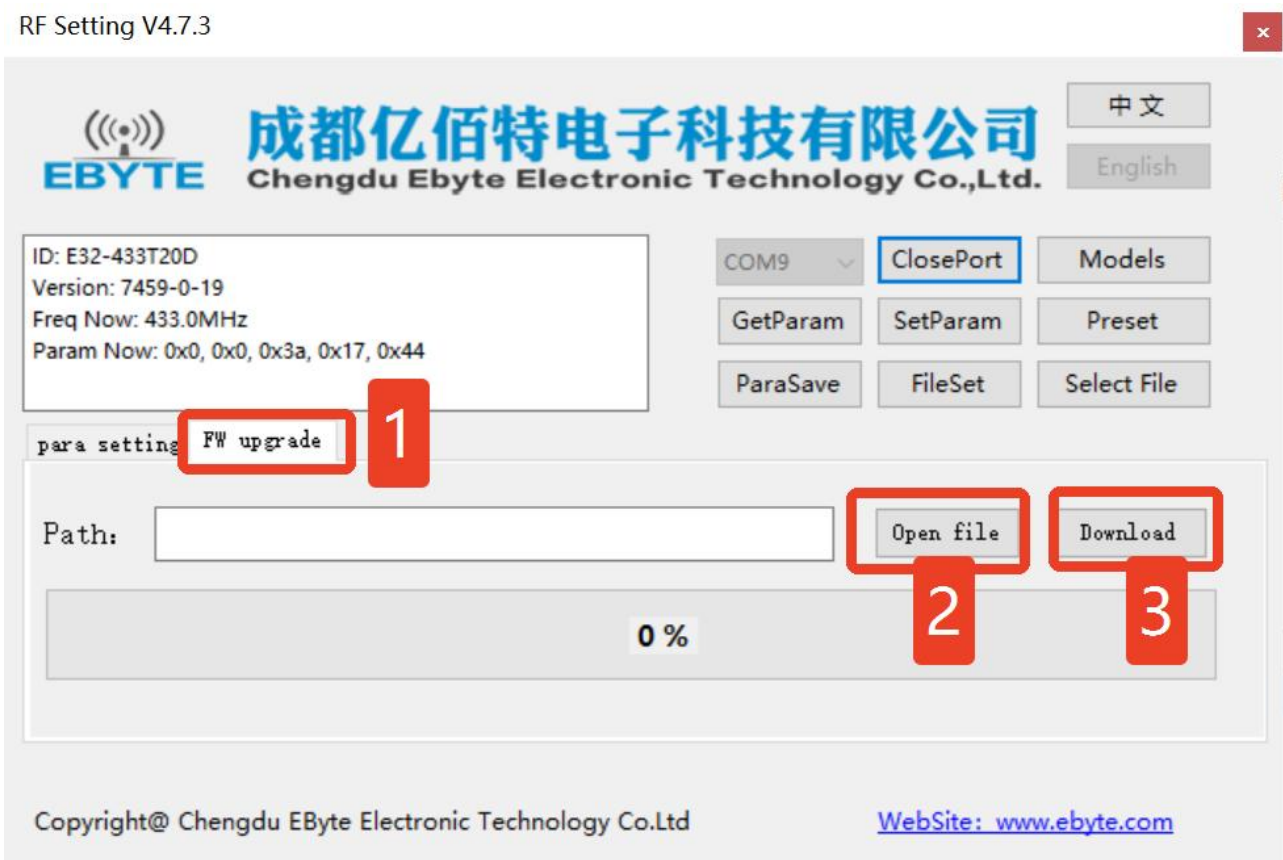 RF Setting V4.7.3
×
EBYTE
成都亿佰特电子科技有限公司
Chengdu Ebyte Electronic Technology Co.,Ltd.
中文
English
ID: E32-433T20D
Version: 7459-0-19
Freq Now: 433.0MHz
Param Now: 0x0, 0x0, 0x3a, 0x17, 0x44
COM9
ClosePort
Models
GetParam
SetParam
Preset
ParaSave
FileSet
Select File
para setting
FW upgrade
1
Path:
Open file
Download
2
3
0 %
Copyright@ Chengdu EByte Electronic Technology Co.Ltd
WebSite: www.ebyte.com